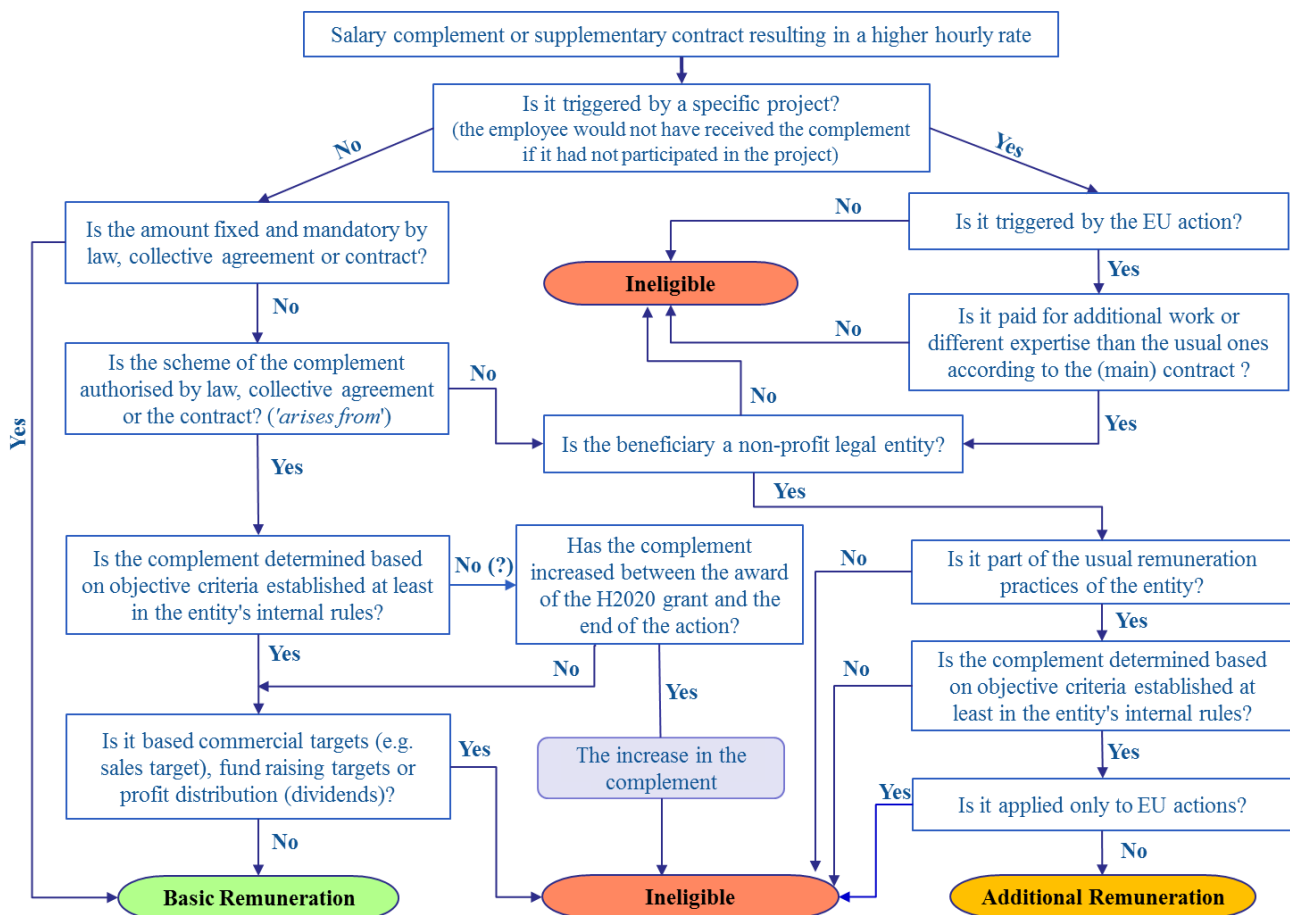 Salary complement or supplementary contract resulting in a higher hourly rate
Is it triggered by a specific project?
(the employee would not have received the complement
if it had not participated in the project)
No
Yes
Is the amount fixed and mandatory by
law, collective agreement or contract?
No
Is it triggered by the EU action?
Ineligible
Yes
No
Is it paid for additional work or
different expertise than the usual ones
according to the (main) contract ?
No
Is the scheme of the complement
authorised by law, collective agreement
or the contract? ('arises from')
No
No
Yes
Yes
Is the beneficiary a non-profit legal entity?
Yes
Yes
Is the complement determined based
on objective criteria established at least
in the entity's internal rules?
No (?)
Has the complement
increased between the award
of the H2020 grant and the
end of the action?
No
Is it part of the usual remuneration
practices of the entity?
Yes
Yes
No
Yes
No
Is the complement determined based
on objective criteria established at
least in the entity's internal rules?
Is it based commercial targets (e.g.
sales target), fund raising targets or
profit distribution (dividends)?
Yes
The increase in the
complement
Yes
Yes
Is it applied only to EU actions?
No
No
Basic Remuneration
Ineligible
Additional Remuneration